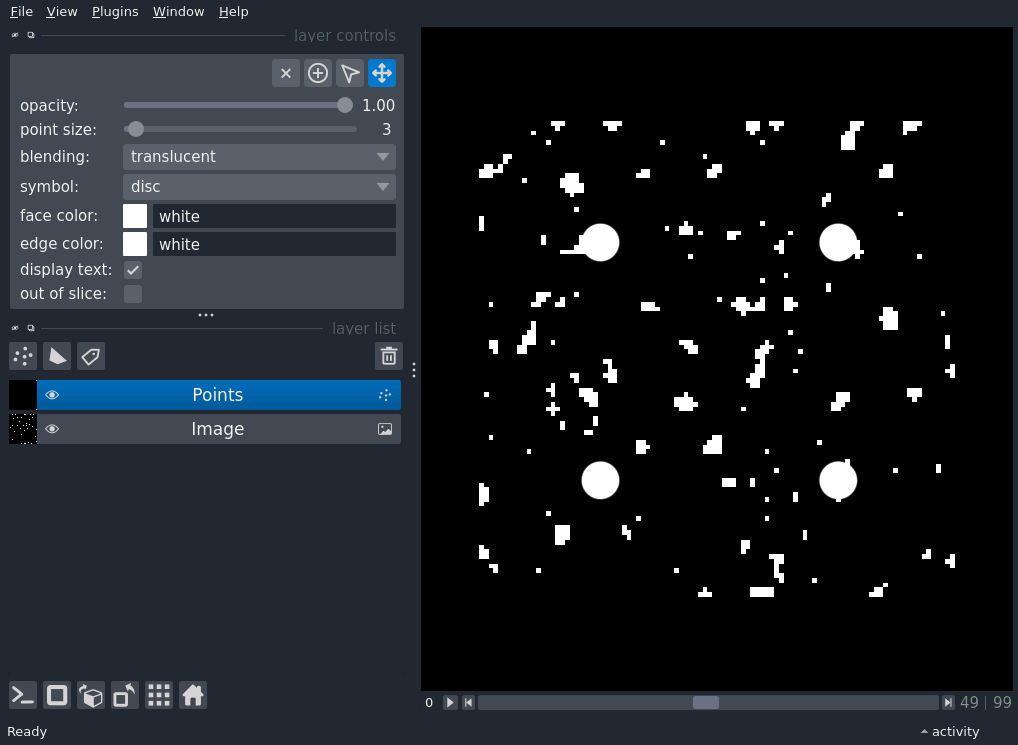 File View Plugins Window Help
layer controls
opacity: 1.00
point size: 3
blending: translucent
symbol: disc
face color: white
edge color: white
display text:
out of slice:
layer list
Points
Image
0 49 | 99
Ready activity